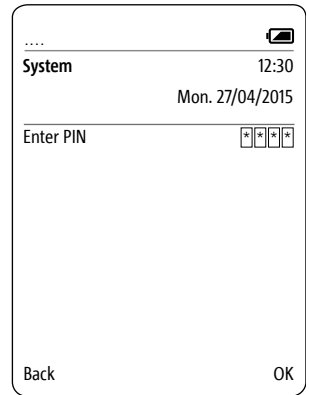 ....
System 12:30
Mon. 27/04/2015
Enter PIN ****
Back OK